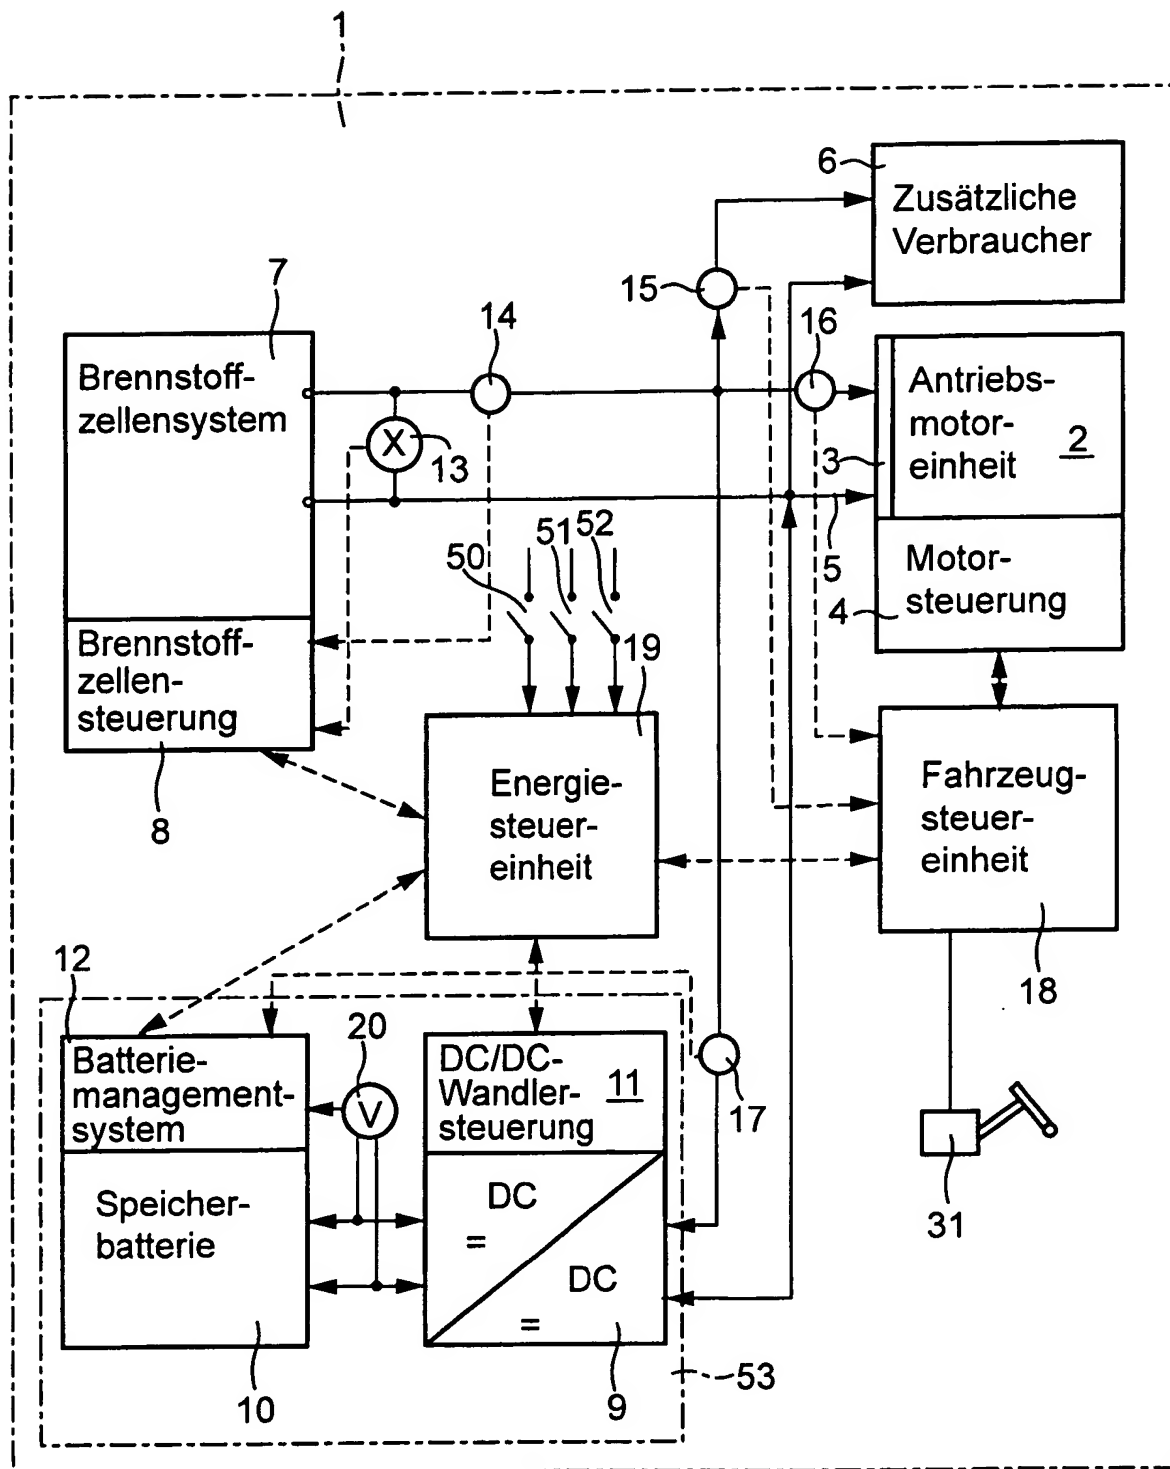 1
6
Zusätzliche
Verbraucher
7
15
14
16
Brennstoff-
zellensystem
Antriebs-
motor-
einheit
2
3
X
13
5
50
51
52
Motor-
steuerung
4
Brennstoff-
zellen-
steuerung
8
19
Energie-
steuer-
einheit
Fahrzeug-
steuer-
einheit
18
12
20
Batterie-
management-
system
V
DC/DC-
Wandler-
steuerung
11
17
Speicher-
batterie
DC
=
DC
=
31
10
9
53